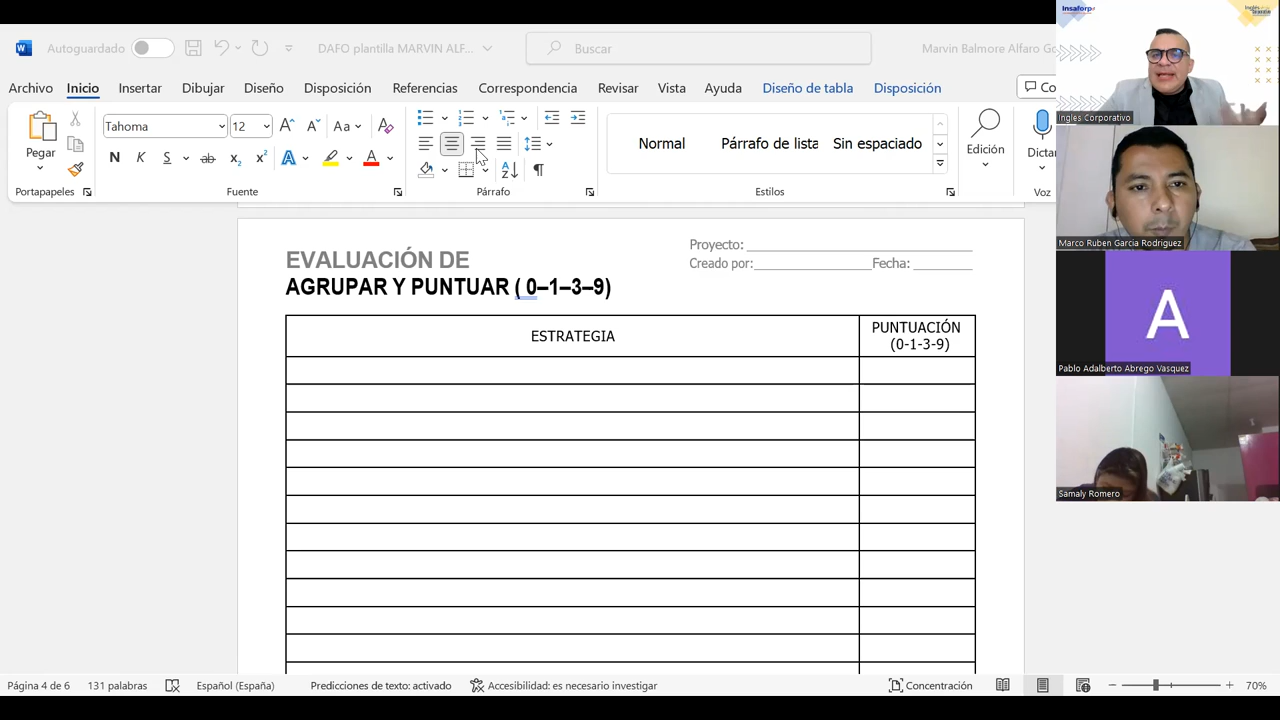 Autoguardado
DAFO plantilla MARVIN ALF...
Buscar
Marvin Balmore Alfaro Go
Archivo Inicio Insertar Dibujar Diseño Disposición Referencias Correspondencia Revisar Vista Ayuda Diseño de tabla Disposición Co
Pegar
Tahoma 12
Normal Párrafo de lista Sin espaciado
Edición
Dictar
Portapapeles Fuente Párrafo Estilos Voz
EVALUACIÓN DE
AGRUPAR Y PUNTUAR ( 0–1–3–9)
Proyecto:
Creado por: Fecha:
ESTRATEGIA
PUNTUACIÓN
(0-1-3-9)
Página 4 de 6 131 palabras Español (España) Predicciones de texto: activado Accesibilidad: es necesario investigar Concentración 70%
Insaforp
Ingles Corporativo
Marco Ruben Garcia Rodriguez
A
Pablo Adalberto Abrego Vasquez
Samaly Romero